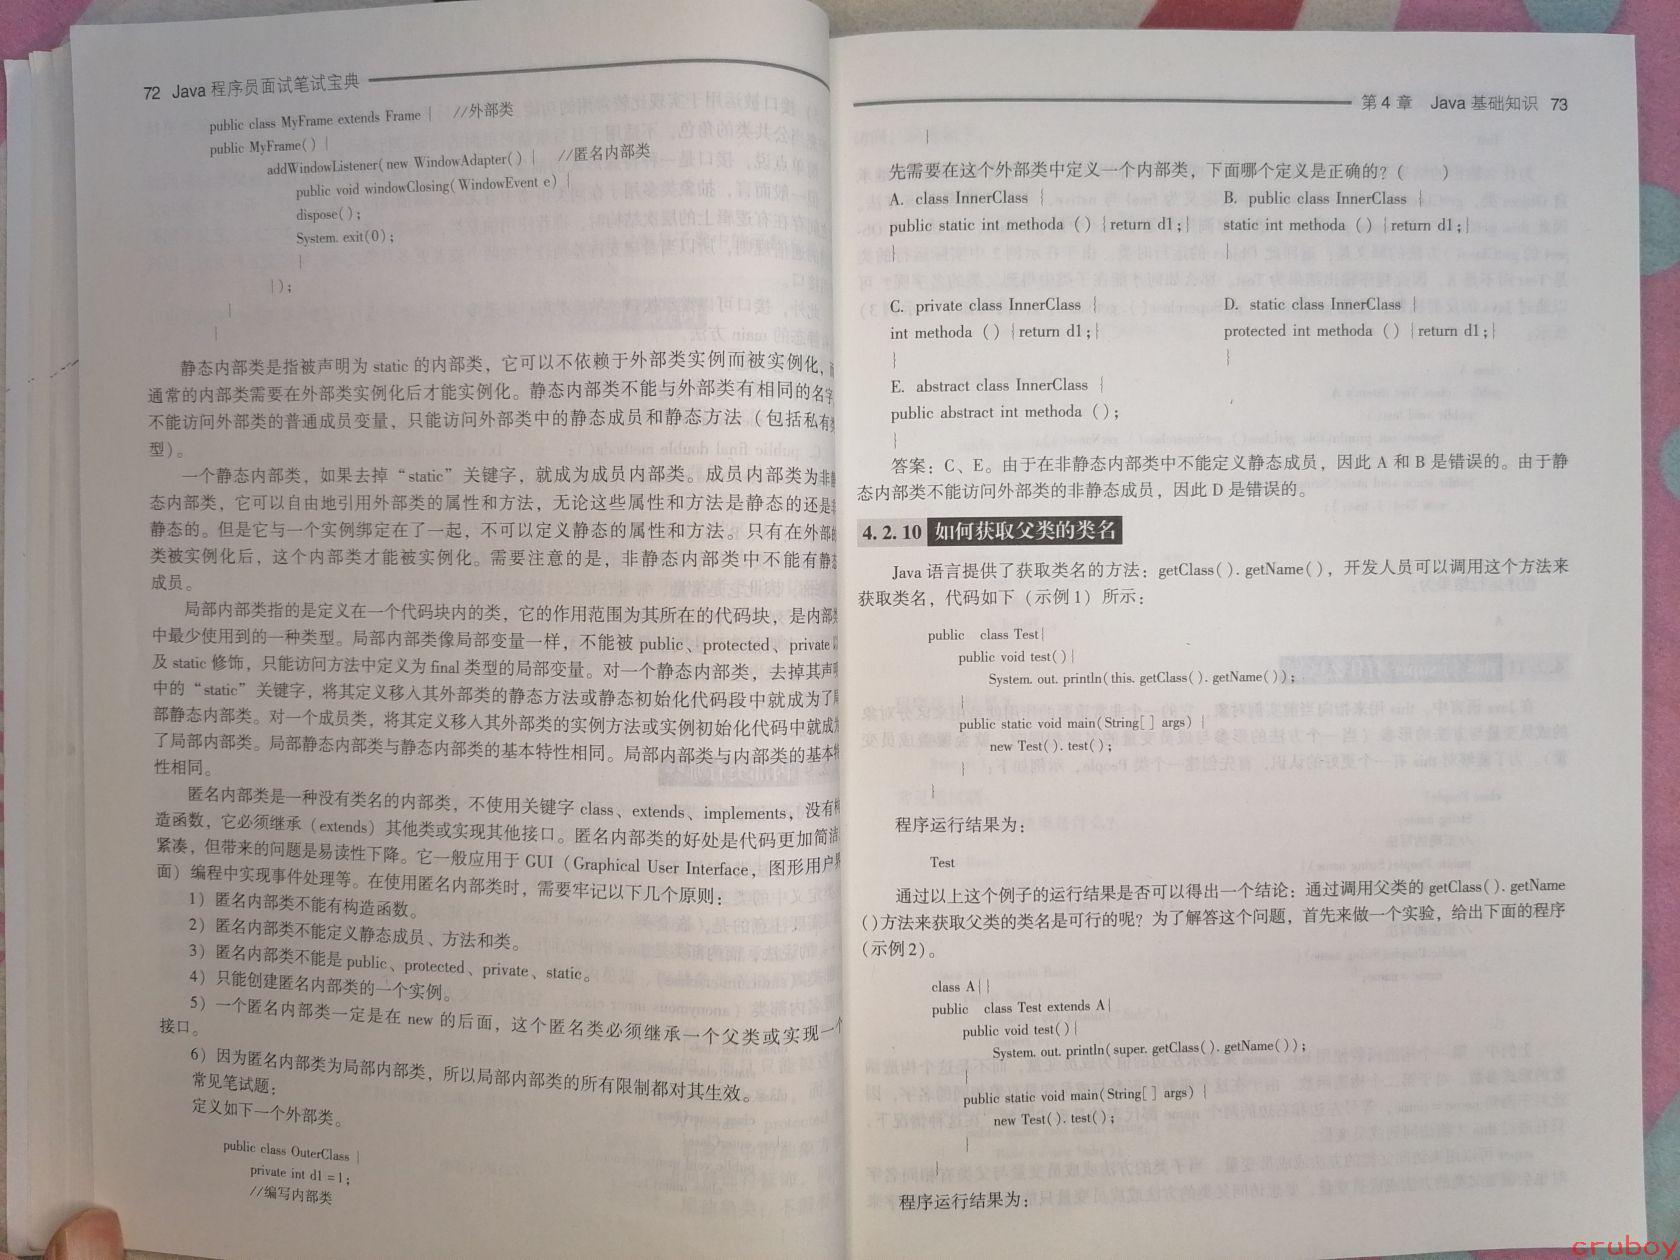 72 Java 程序员面试笔试宝典
public class MyFrame extends Frame {    //外部类
public MyFrame() {
addWindowListener(new WindowAdapter() {    //匿名内部类
public void windowClosing(WindowEvent e) {
dispose();
System. exit(0);
}
});
}
}
静态内部类是指被声明为 static 的内部类，它可以不依赖于外部类实例而被实例化，而
通常的内部类需要在外部类实例化后才能实例化。静态内部类不能与外部类有相同的名字，
不能访问外部类的普通成员变量，只能访问外部类中的静态成员和静态方法（包括私有类
型）。
一个静态内部类，如果去掉“static”关键字，就成为成员内部类。成员内部类为非静
态内部类，它可以自由地引用外部类的属性和方法，无论这些属性和方法是静态的还是非
静态的。但是它与一个实例绑定在了一起，不可以定义静态的属性和方法。只有在外部的
类被实例化后，这个内部类才能被实例化。需要注意的是，非静态内部类中不能有静态
成员。
局部内部类指的是定义在一个代码块内的类，它的作用范围为其所在的代码块，是内部类
中最少使用到的一种类型。局部内部类像局部变量一样，不能被 public、protected、private 以
及 static 修饰，只能访问方法中定义为 final 类型的局部变量。对一个静态内部类，去掉其声明
中的“static”关键字，将其定义移入其外部类的静态方法或静态初始化代码段中就成为了局
部静态内部类。对一个成员类，将其定义移入其外部类的实例方法或实例初始化代码中就成为
了局部内部类。局部静态内部类与静态内部类的基本特性相同。局部内部类与内部类的基本特
性相同。
匿名内部类是一种没有类名的内部类，不使用关键字 class、extends、implements，没有构
造函数，它必须继承（extends）其他类或实现其他接口。匿名内部类的好处是代码更加简洁、
紧凑，但带来的问题是易读性下降。它一般应用于 GUI（Graphical User Interface，图形用户界
面）编程中实现事件处理等。在使用匿名内部类时，需要牢记以下几个原则：
1）匿名内部类不能有构造函数。
2）匿名内部类不能定义静态成员、方法和类。
3）匿名内部类不能是 public、protected、private、static。
4）只能创建匿名内部类的一个实例。
5）一个匿名内部类一定是在 new 的后面，这个匿名类必须继承一个父类或实现一个
接口。
6）因为匿名内部类为局部内部类，所以局部内部类的所有限制都对其生效。
常见笔试题：
定义如下一个外部类。
public class OuterClass {
private int d1 =1;
//编写内部类
第 4 章 Java 基础知识 73
}
先需要在这个外部类中定义一个内部类，下面哪个定义是正确的？（    ）
A. class InnerClass {    B. public class InnerClass {
public static int methoda () {return d1;}    static int methoda () {return d1;}
}    }
C. private class InnerClass {    D. static class InnerClass {
int methoda () {return d1;}    protected int methoda () {return d1;}
}    }
E. abstract class InnerClass {
public abstract int methoda ();
}
答案：C、E。由于在非静态内部类中不能定义静态成员，因此 A 和 B 是错误的。由于静
态内部类不能访问外部类的非静态成员，因此 D 是错误的。
4.2.10 如何获取父类的类名
Java 语言提供了获取类名的方法：getClass(). getName()，开发人员可以调用这个方法来
获取类名，代码如下（示例 1）所示：
public class Test{
public void test(){
System. out. println(this. getClass(). getName());
}
public static void main(String[] args) {
new Test(). test();
}
}
程序运行结果为：
Test
通过以上这个例子的运行结果是否可以得出一个结论：通过调用父类的 getClass(). getName
()方法来获取父类的类名是可行的呢？为了解答这个问题，首先来做一个实验，给出下面的程序
（示例 2）。
class A{}
public class Test extends A{
public void test(){
System. out. println(super. getClass(). getName());
}
public static void main(String[] args) {
new Test(). test();
}
}
程序运行结果为：
cruboy